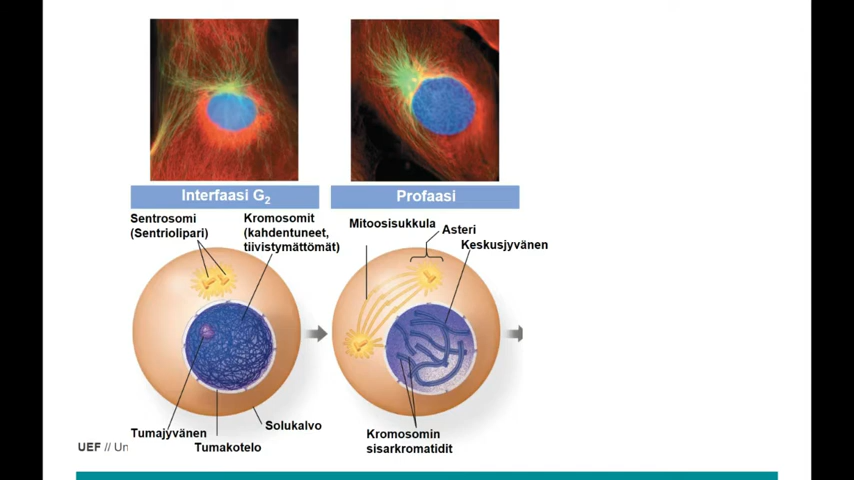 Interfaasi G₂
Profaasi
Sentrosomi
(Sentriolipari)
Kromosomit
(kahdentuneet,
tiivistymättömät)
Mitoosisukkula
Asteri
Keskusjyvänen
Tumajyvänen
Tumakotelo
Solukalvo
Kromosomin
sisarkromatidit
UEF // Un